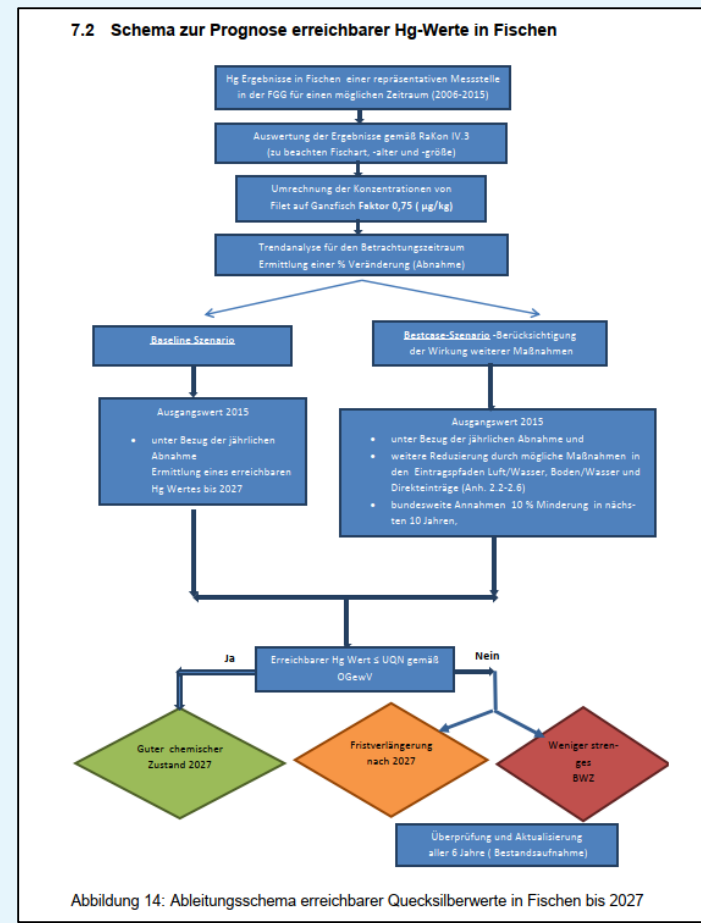 7.2 Schema zur Prognose erreichbarer Hg-Werte in Fischen
Hg Ergebnisse in Fischen einer repräsentativen Messstelle
in der FGG für einen möglichen Zeitraum (2006-2015)
Auswertung der Ergebnisse gemäß RaKon IV.3
(zu beachten Fischart, -alter und -größe)
Umrechnung der Konzentrationen von
Filet auf Ganzfisch Faktor 0,75 ( µg/kg)
Trendanalyse für den Betrachtungszeitraum
Ermittlung einer % Veränderung (Abnahme)
Baseline Szenario
Bestcase-Szenario -Berücksichtigung
der Wirkung weiterer Maßnahmen
Ausgangswert 2015
• unter Bezug der jährlichen
Abnahme
Ermittlung eines erreichbaren
Hg Wertes bis 2027
Ausgangswert 2015
• unter Bezug der jährlichen Abnahme und
• weitere Reduzierung durch mögliche Maßnahmen in
den Eintragspfaden Luft/Wasser, Boden/Wasser und
Direkteinträge (Anh. 2.2-2.6)
• bundesweite Annahmen 10 % Minderung in nächs-
ten 10 Jahren,
Erreichbarer Hg Wert ≤ UQN gemäß
OGewV
Ja
Nein
Guter chemischer
Zustand 2027
Fristverlängerung
nach 2027
Weniger stren-
ges
BWZ
Überprüfung und Aktualisierung
aller 6 Jahre ( Bestandsaufnahme)
Abbildung 14: Ableitungsschema erreichbarer Quecksilberwerte in Fischen bis 2027